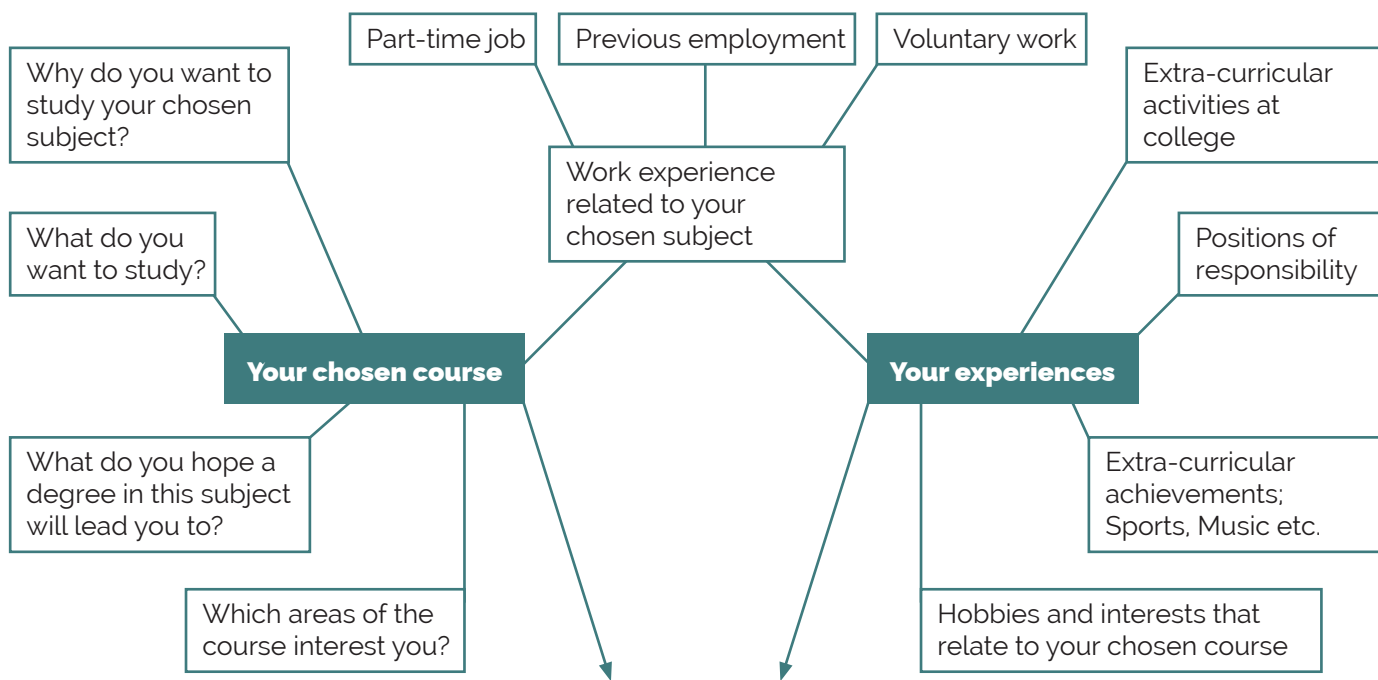 Part-time job
Previous employment
Voluntary work
Why do you want to
study your chosen
subject?
Extra-curricular
activities at
college
Work experience
related to your
chosen subject
What do you
want to study?
Positions of
responsibility
Your chosen course
Your experiences
What do you hope a
degree in this subject
will lead you to?
Extra-curricular
achievements;
Sports, Music etc.
Which areas of the
course interest you?
Hobbies and interests that
relate to your chosen course